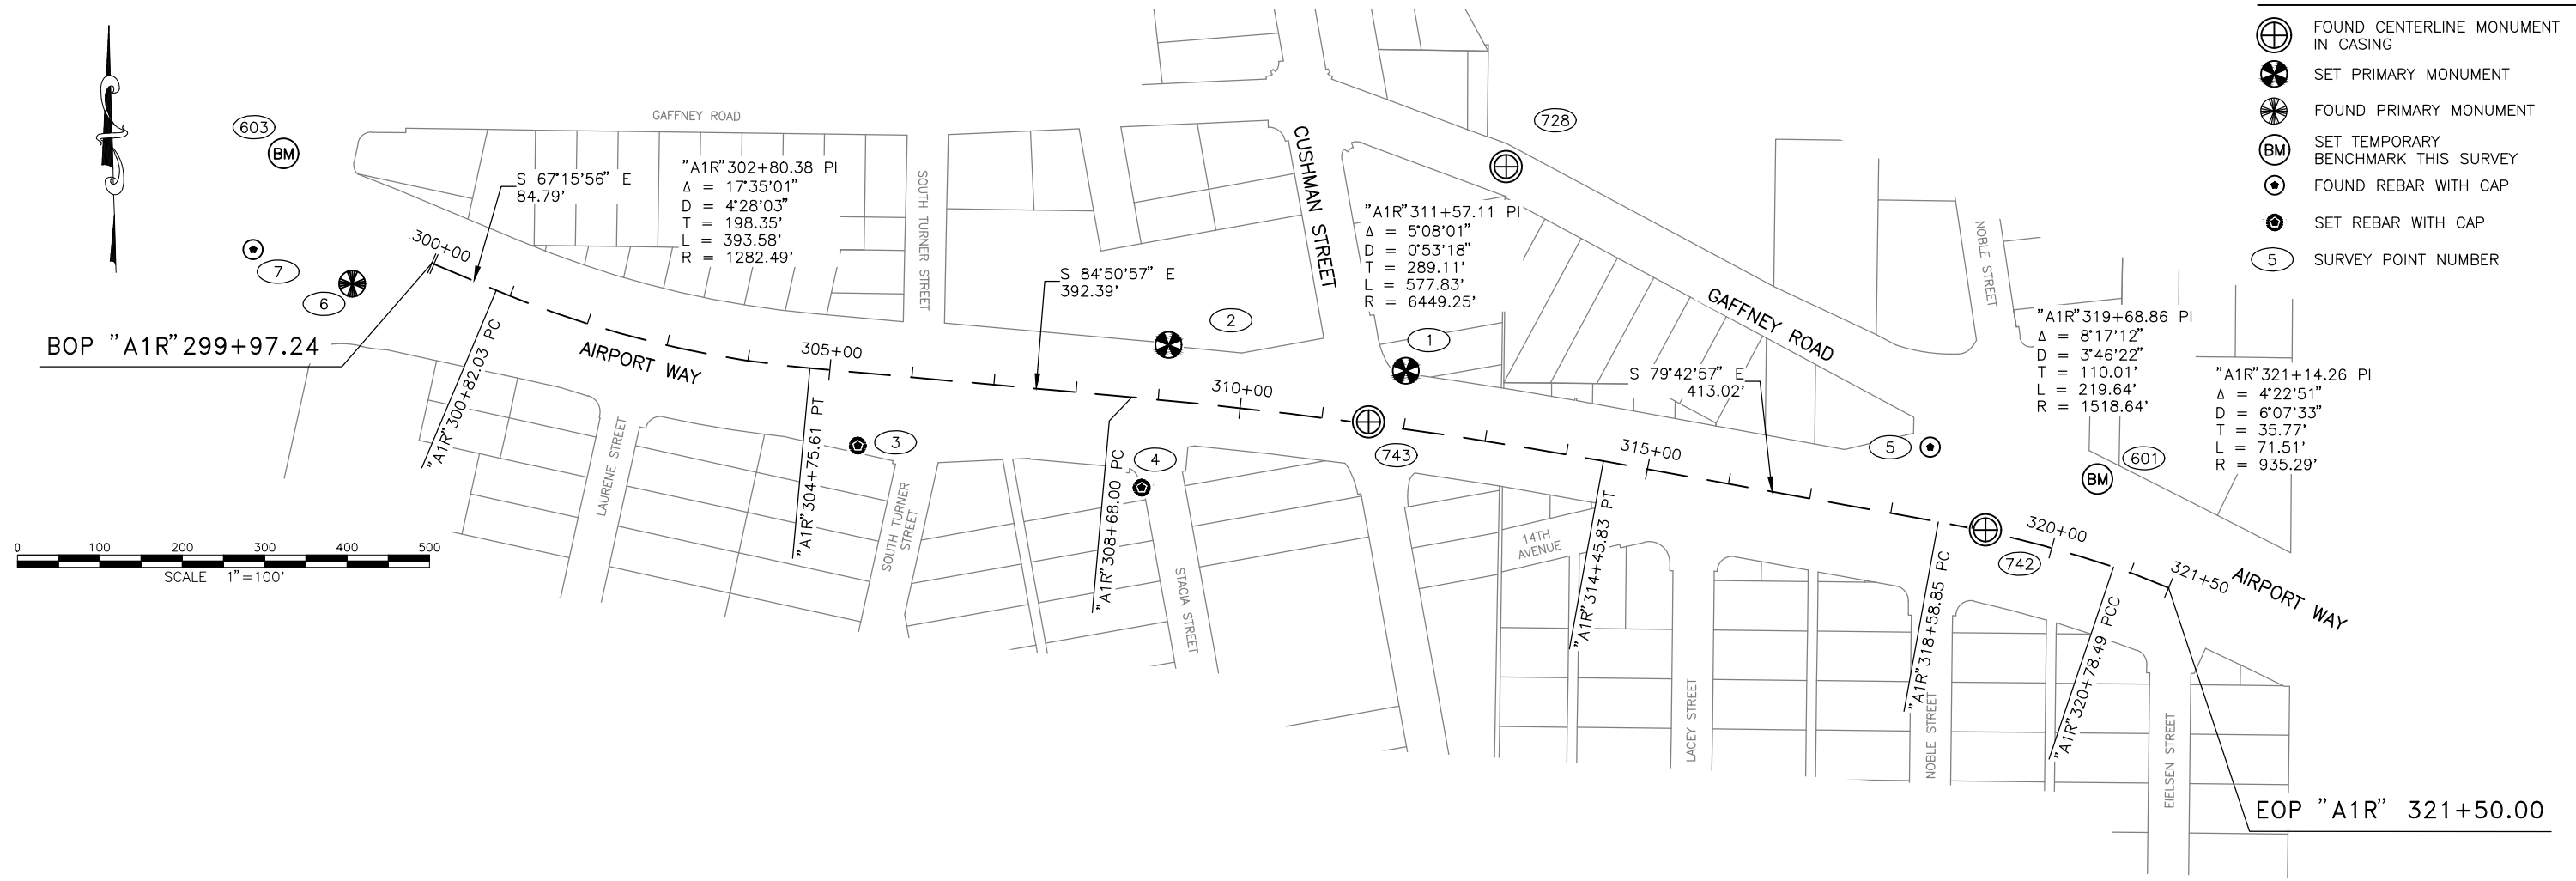 FOUND CENTERLINE MONUMENT
IN CASING
SET PRIMARY MONUMENT
FOUND PRIMARY MONUMENT
BM
SET TEMPORARY
BENCHMARK THIS SURVEY
FOUND REBAR WITH CAP
SET REBAR WITH CAP
5
SURVEY POINT NUMBER
603
BM
7
6
BOP "A1R" 299+97.24
300+00
S 67°15'56" E
84.79'
GAFFNEY ROAD
"A1R" 302+80.38 PI
Δ = 17°35'01"
D = 4°28'03"
T = 198.35'
L = 393.58'
R = 1282.49'
SOUTH TURNER STREET
"A1R" 300+82.03 PC
AIRPORT WAY
305+00
"A1R" 304+75.61 PT
LAURENE STREET
3
SOUTH TURNER
STREET
S 84°50'57" E
392.39'
2
CUSHMAN STREET
310+00
"A1R" 308+68.00 PC
4
STACIA STREET
728
"A1R" 311+57.11 PI
Δ = 5°08'01"
D = 0°53'18"
T = 289.11'
L = 577.83'
R = 6449.25'
1
743
GAFFNEY ROAD
S 79°42'57" E
413.02'
315+00
14TH
AVENUE
"A1R" 314+45.83 PT
LACEY STREET
5
NOBLE STREET
"A1R" 319+68.86 PI
Δ = 8°17'12"
D = 3°46'22"
T = 110.01'
L = 219.64'
R = 1518.64'
"A1R" 321+14.26 PI
Δ = 4°22'51"
D = 6°07'33"
T = 35.77'
L = 71.51'
R = 935.29'
601
BM
742
320+00
321+50
AIRPORT WAY
"A1R" 318+58.85 PC
NOBLE STREET
"A1R" 320+78.49 PCC
EIELSEN STREET
EOP "A1R" 321+50.00
0 100 200 300 400 500
SCALE 1"=100'